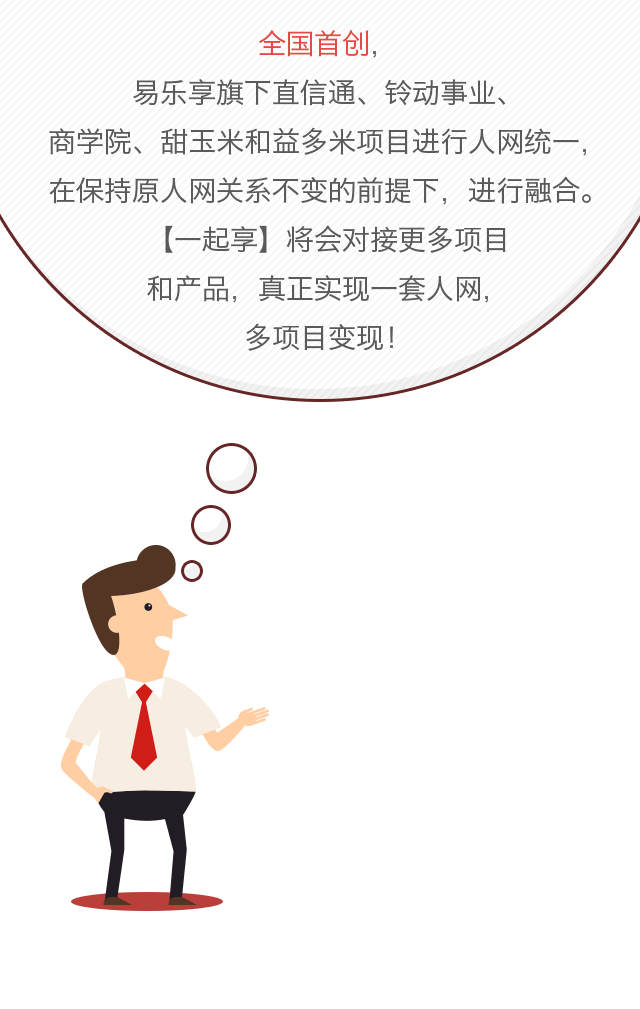 全国首创,
易乐享旗下直信通、铃动事业、
商学院、甜玉米和益多米项目进行人网统一,
在保持原人网关系不变的前提下, 进行融合。
【一起享】将会对接更多项目
和产品, 真正实现一套人网,
多项目变现!